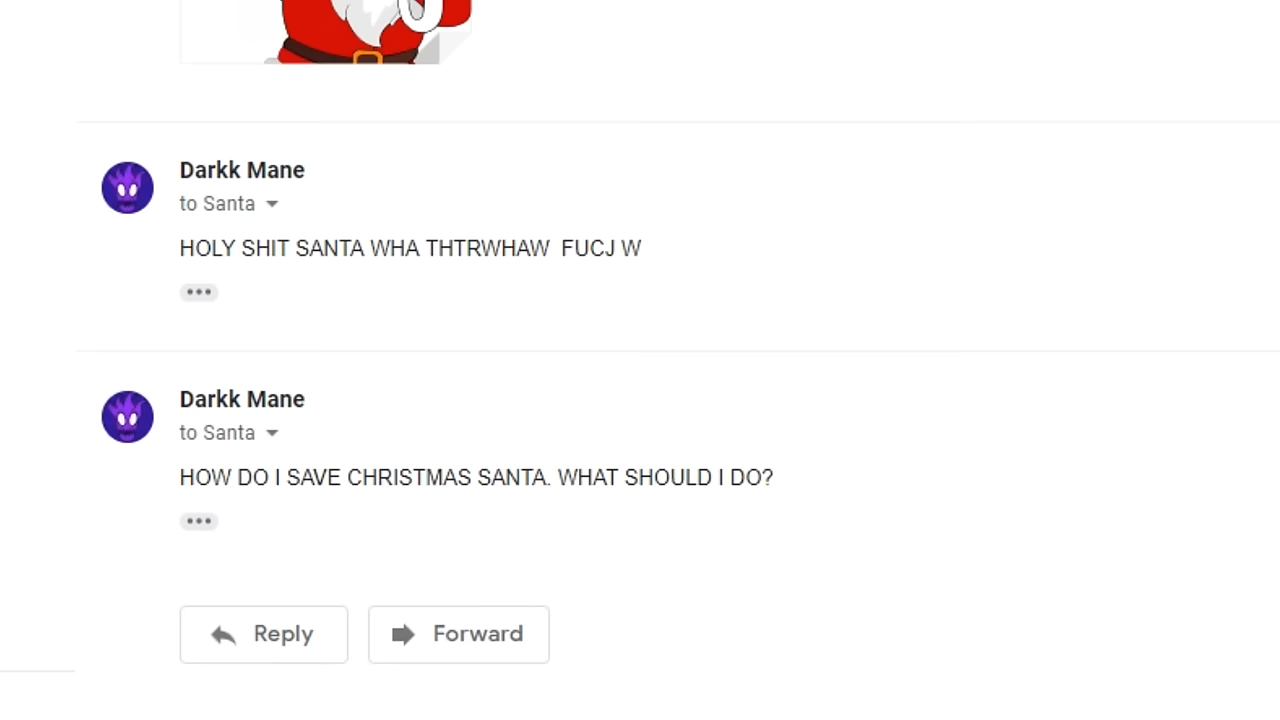 Darkk Mane
to Santa
HOLY SHIT SANTA WHA THTRWHAW  FUCJ W
Darkk Mane
to Santa
HOW DO I SAVE CHRISTMAS SANTA. WHAT SHOULD I DO?
Reply
Forward